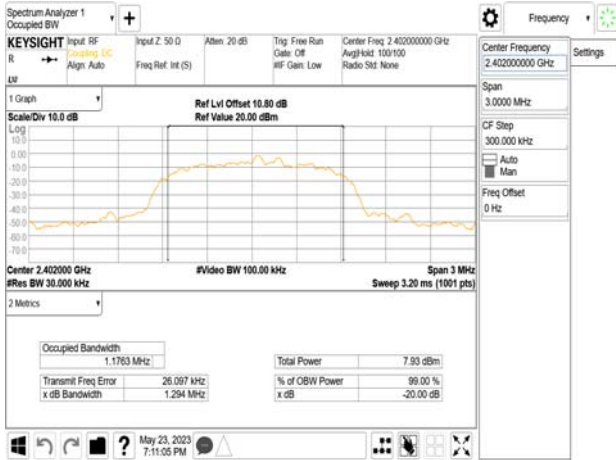 Spectrum Analyzer 1
Occupied BW
Frequency
KEYSIGHT
R
Input: RF
Coupling: DC
Align: Auto
Input Z: 50 Ω
Freq Ref: Int (S)
Atten: 20 dB
Trig: Free Run
Gate: Off
#IF Gain: Low
Center Freq: 2.402000000 GHz
Avg|Hold: 100/100
Radio Std: None
Center Frequency
2.402000000 GHz
Settings
Span
3.0000 MHz
CF Step
300.000 kHz
Auto
Man
Freq Offset
0 Hz
1 Graph
Scale/Div 10.0 dB
Ref Lvl Offset 10.80 dB
Ref Value 20.00 dBm
Log
10.0
0.00
-10.0
-20.0
-30.0
-40.0
-50.0
-60.0
-70.0
Center 2.402000 GHz
#Video BW 100.00 kHz
Span 3 MHz
#Res BW 30.000 kHz
Sweep 3.20 ms (1001 pts)
2 Metrics
Occupied Bandwidth
1.1763 MHz
Total Power 7.93 dBm
Transmit Freq Error 26.097 kHz
% of OBW Power 99.00 %
x dB Bandwidth 1.294 MHz
x dB -20.00 dB
?
May 23, 2023
7:11:05 PM